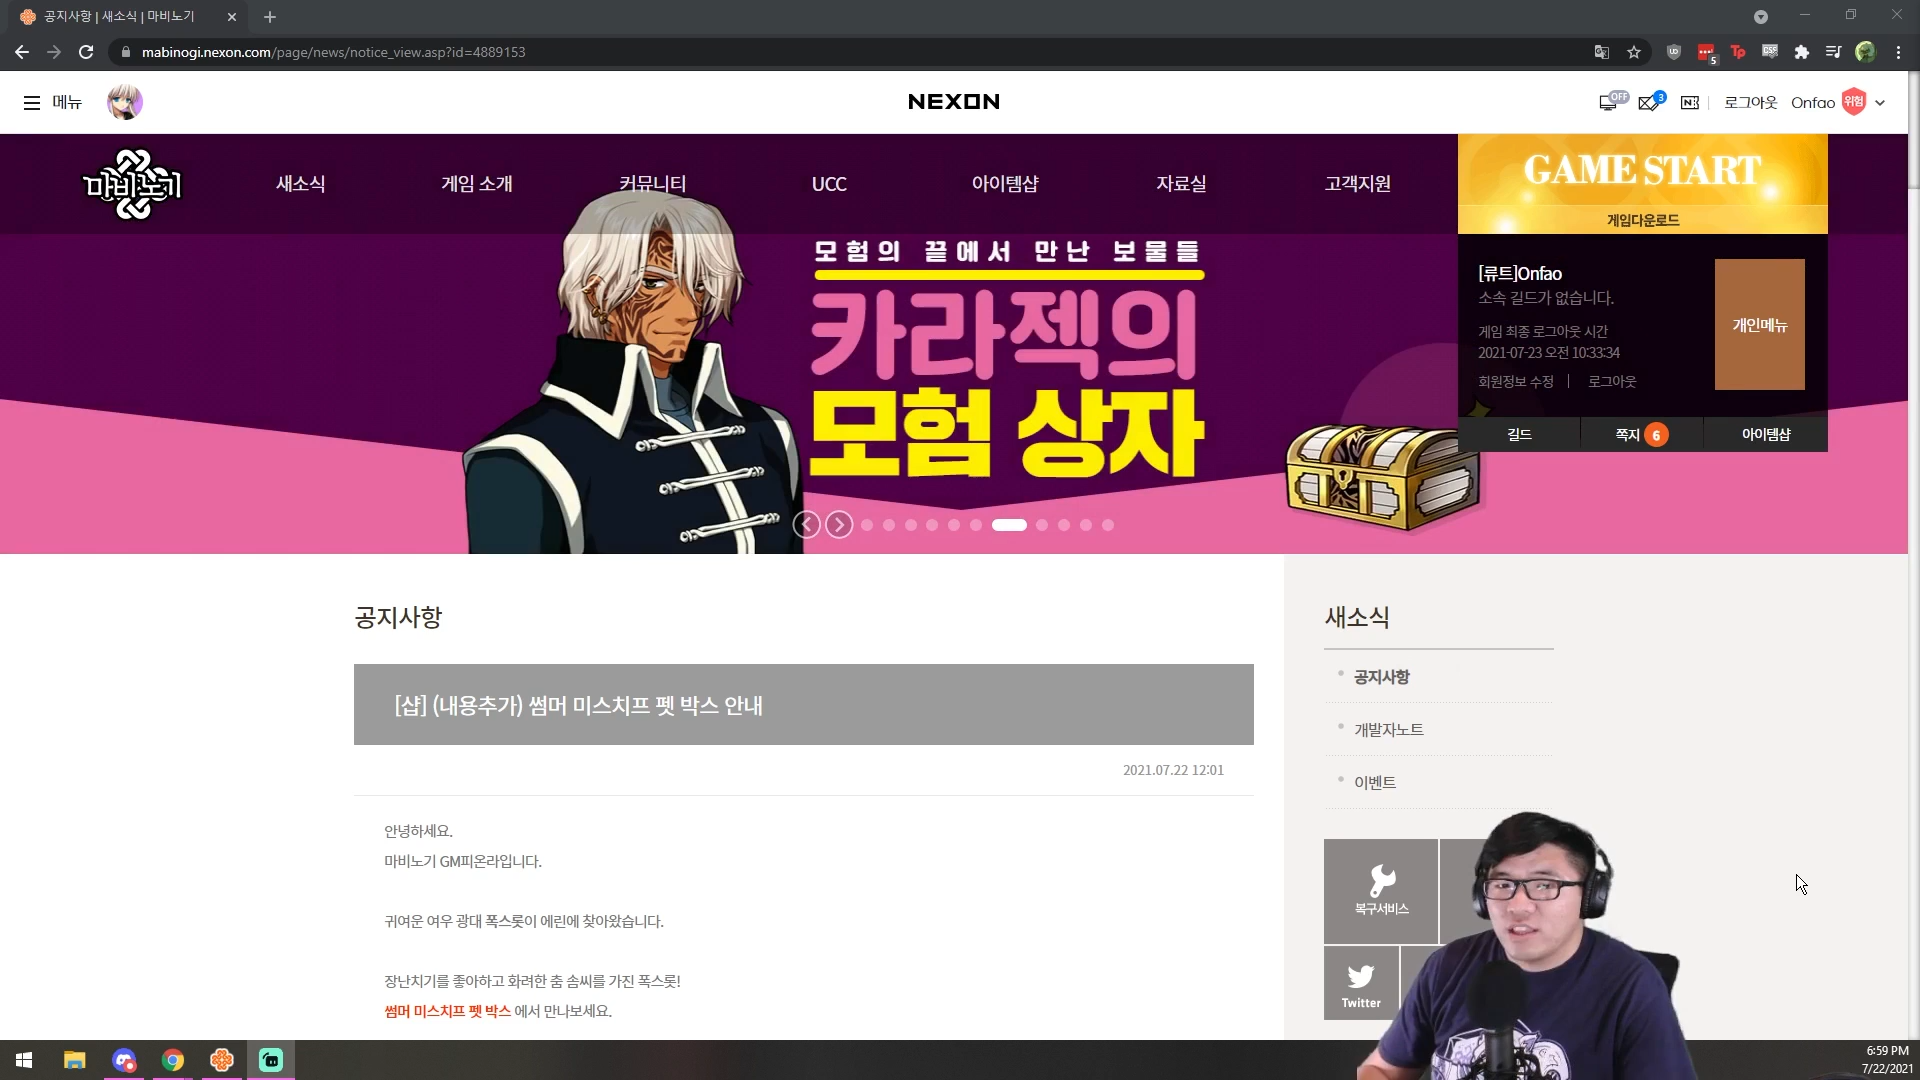 공지사항 | 새소식 | 마비노기
mabinogi.nexon.com/page/news/notice_view.asp?id=4889153
5
메뉴
NEXON
OFF
3
N
로그아웃
Onfao
위험
마비노기
새소식
게임 소개
커뮤니티
UCC
아이템샵
자료실
고객지원
GAME START
게임다운로드
모험의 끝에서 만난 보물들
카라젝의
모험 상자
[류트]Onfao
소속 길드가 없습니다.
게임 최종 로그아웃 시간
2021-07-23 오전 10:33:34
회원정보 수정
로그아웃
개인메뉴
길드
쪽지 6
아이템샵
공지사항
[샵] (내용추가) 썸머 미스치프 펫 박스 안내
2021.07.22 12:01
안녕하세요.
마비노기 GM피온라입니다.
귀여운 여우 광대 폭스롯이 에린에 찾아왔습니다.
장난치기를 좋아하고 화려한 춤 솜씨를 가진 폭스롯!
썸머 미스치프 펫 박스 에서 만나보세요.
새소식
공지사항
개발자노트
이벤트
복구서비스
Twitter
6:59 PM
7/22/2021